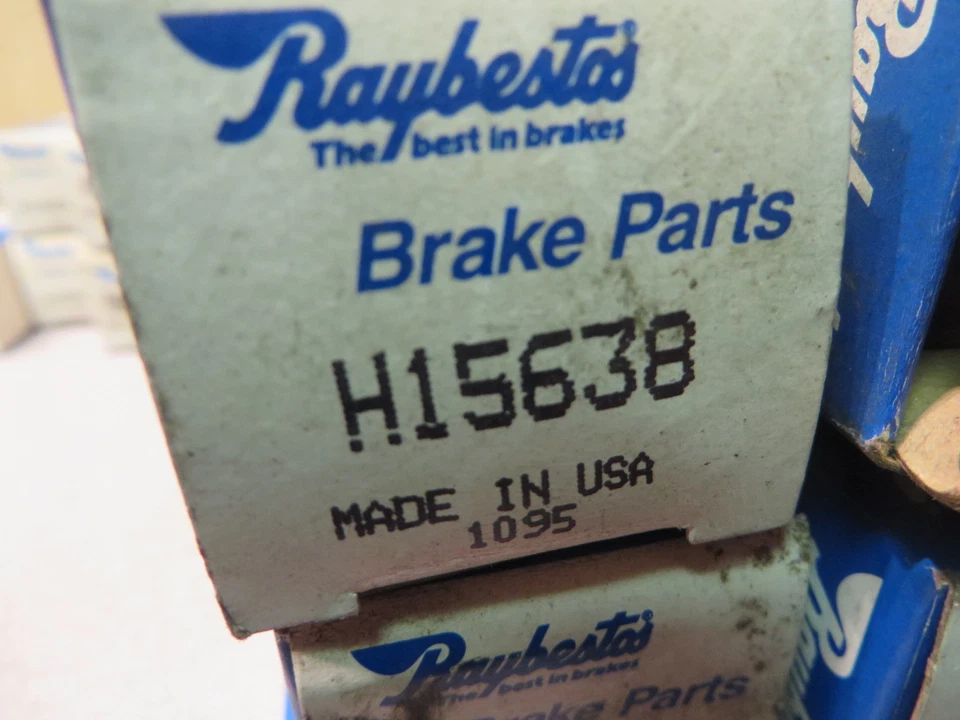 Raybestos®
The best in brakes
Brake Parts
H15638
MADE IN USA
1095
Raybestos®
The best in brakes
Brake Parts